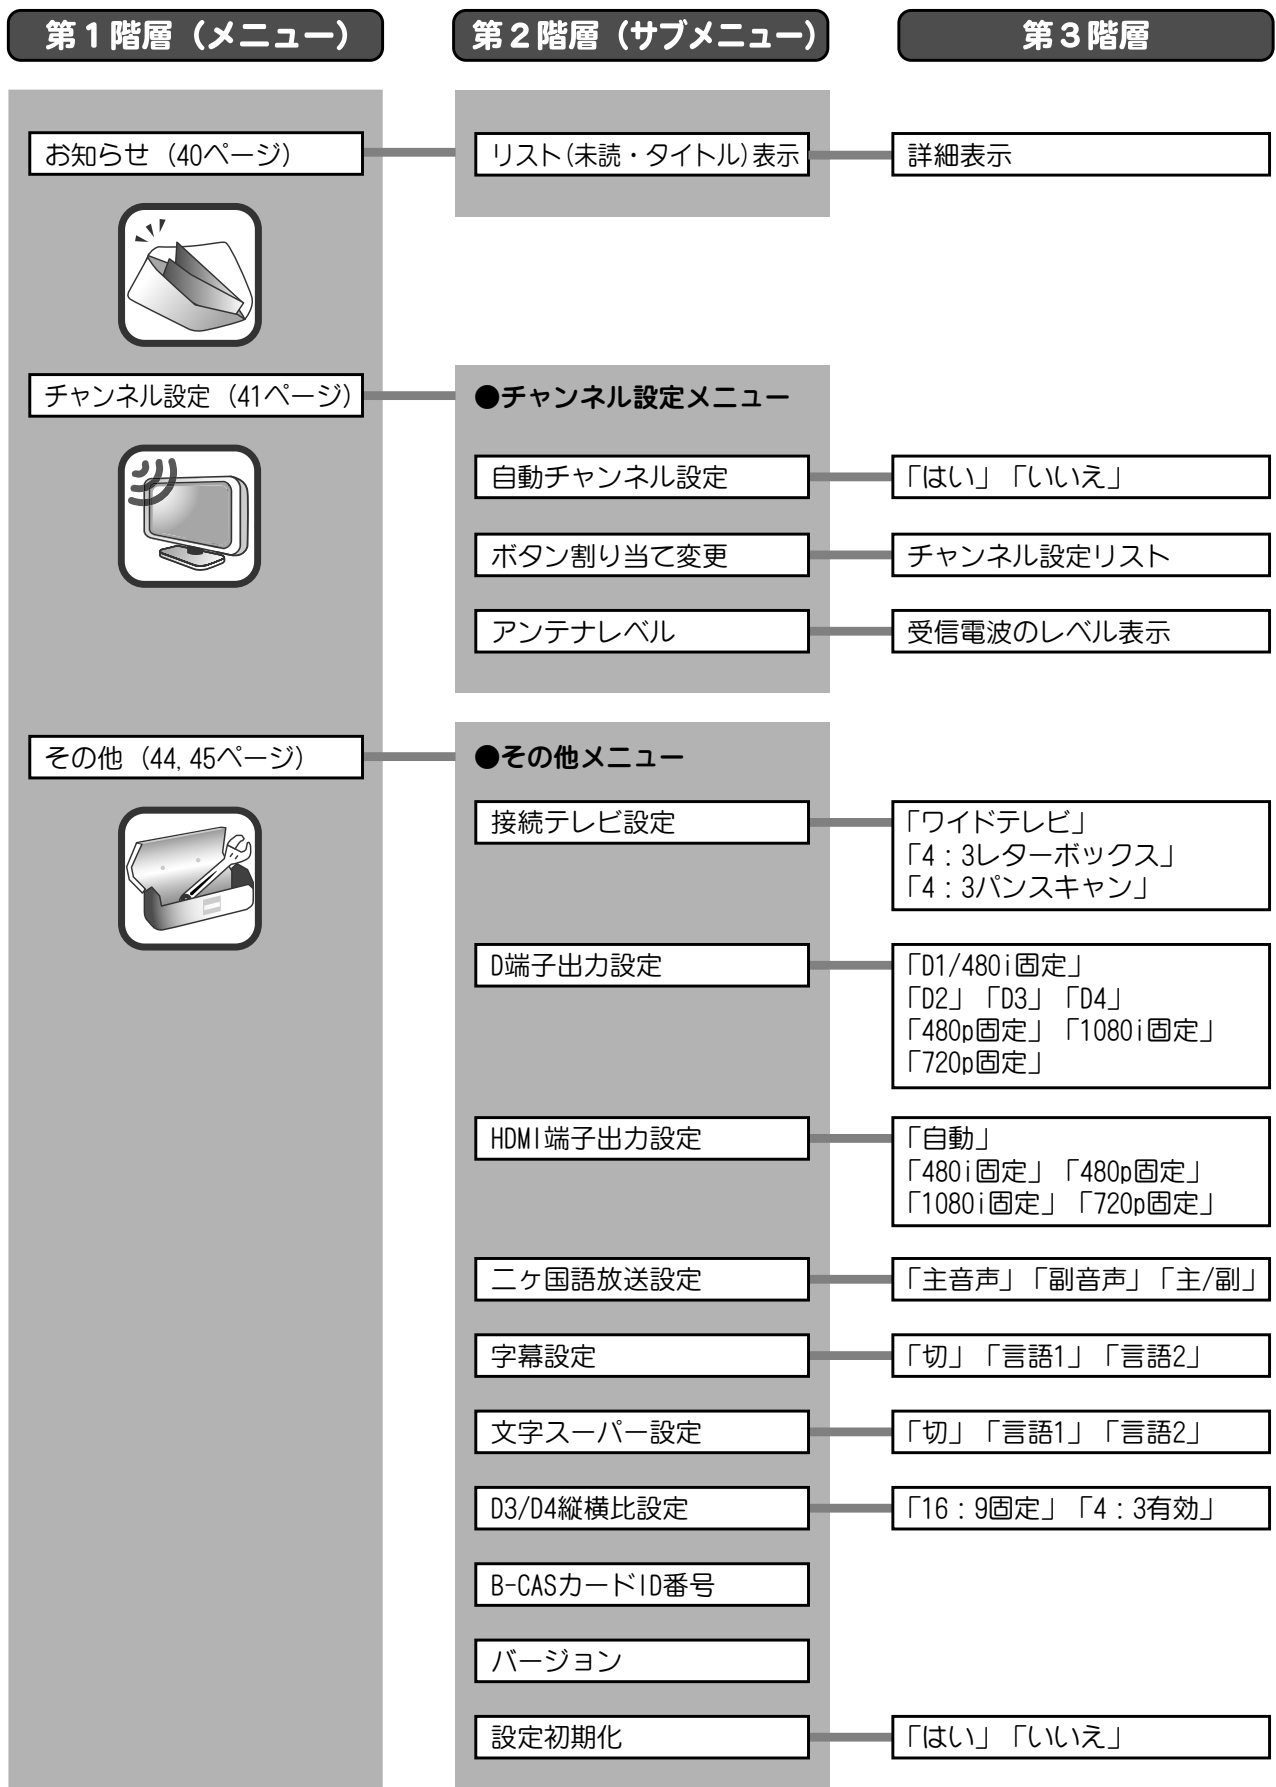 第1階層（メニュー）
第2階層（サブメニュー）
第3階層
お知らせ（40ページ）
リスト(未読・タイトル)表示
詳細表示
チャンネル設定（41ページ）
●チャンネル設定メニュー
自動チャンネル設定
「はい」「いいえ」
ボタン割り当て変更
チャンネル設定リスト
アンテナレベル
受信電波のレベル表示
その他（44,45ページ）
●その他メニュー
接続テレビ設定
「ワイドテレビ」
「4：3レターボックス」
「4：3パンスキャン」
D端子出力設定
「D1/480i固定」
「D2」「D3」「D4」
「480p固定」「1080i固定」
「720p固定」
HDMI端子出力設定
「自動」
「480i固定」「480p固定」
「1080i固定」「720p固定」
二ヶ国語放送設定
「主音声」「副音声」「主/副」
字幕設定
「切」「言語1」「言語2」
文字スーパー設定
「切」「言語1」「言語2」
D3/D4縦横比設定
「16：9固定」「4：3有効」
B-CASカードID番号
バージョン
設定初期化
「はい」「いいえ」